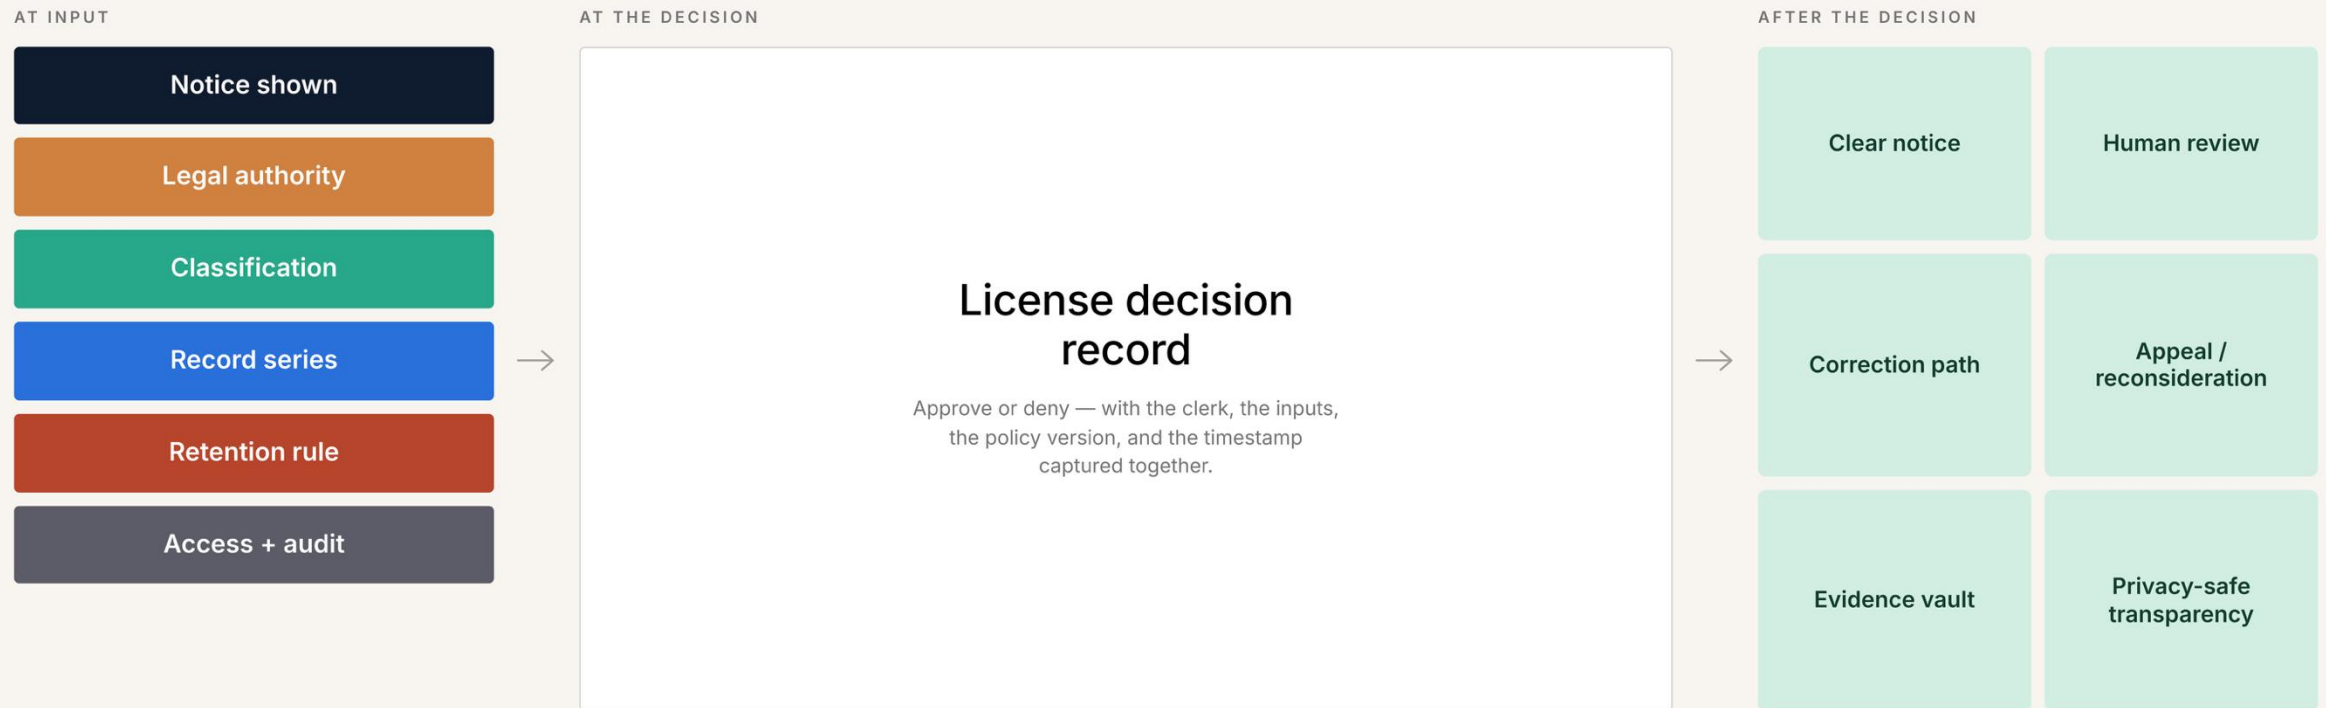 AT INPUT
Notice shown
Legal authority
Classification
Record series
Retention rule
Access + audit
AT THE DECISION
License decision
record
Approve or deny — with the clerk, the inputs,
the policy version, and the timestamp
captured together.
AFTER THE DECISION
Clear notice
Human review
Correction path
Appeal /
reconsideration
Evidence vault
Privacy-safe
transparency